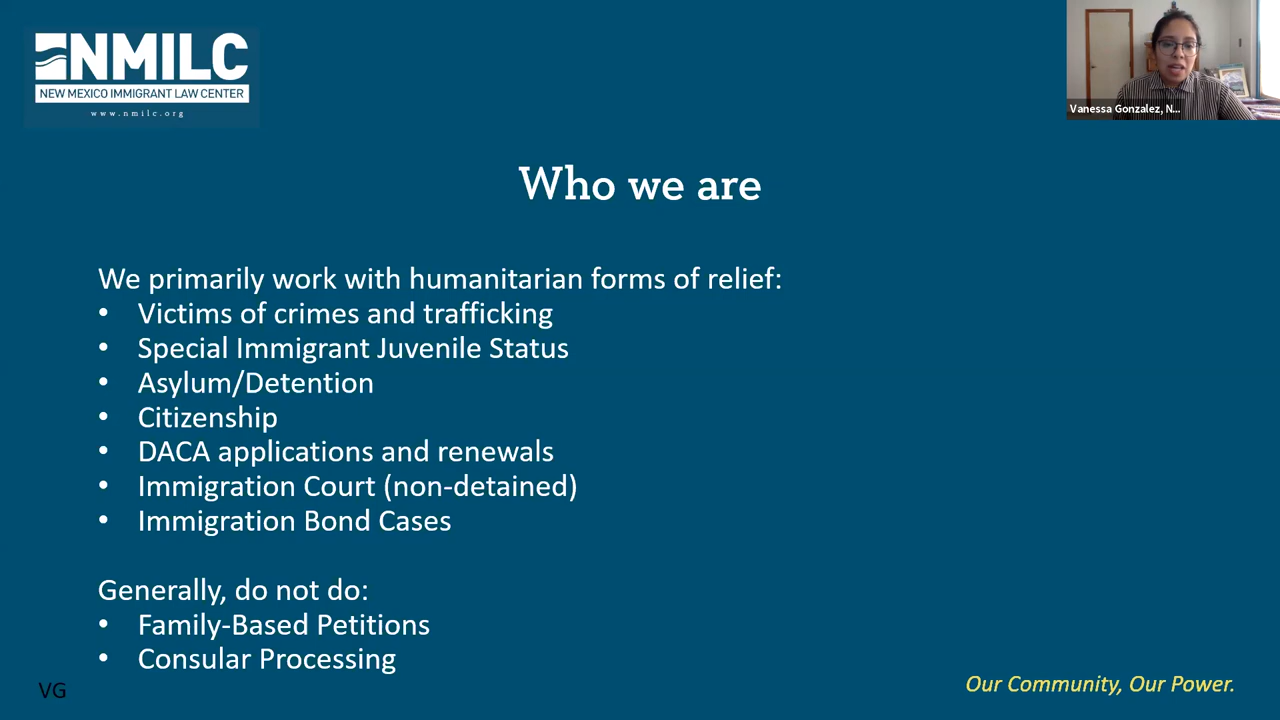 NMILC
NEW MEXICO IMMIGRANT LAW CENTER
www.nmilc.org
Vanessa Gonzalez, N...
Who we are
We primarily work with humanitarian forms of relief:
• Victims of crimes and trafficking
• Special Immigrant Juvenile Status
• Asylum/Detention
• Citizenship
• DACA applications and renewals
• Immigration Court (non-detained)
• Immigration Bond Cases
Generally, do not do:
• Family-Based Petitions
• Consular Processing
VG
Our Community, Our Power.